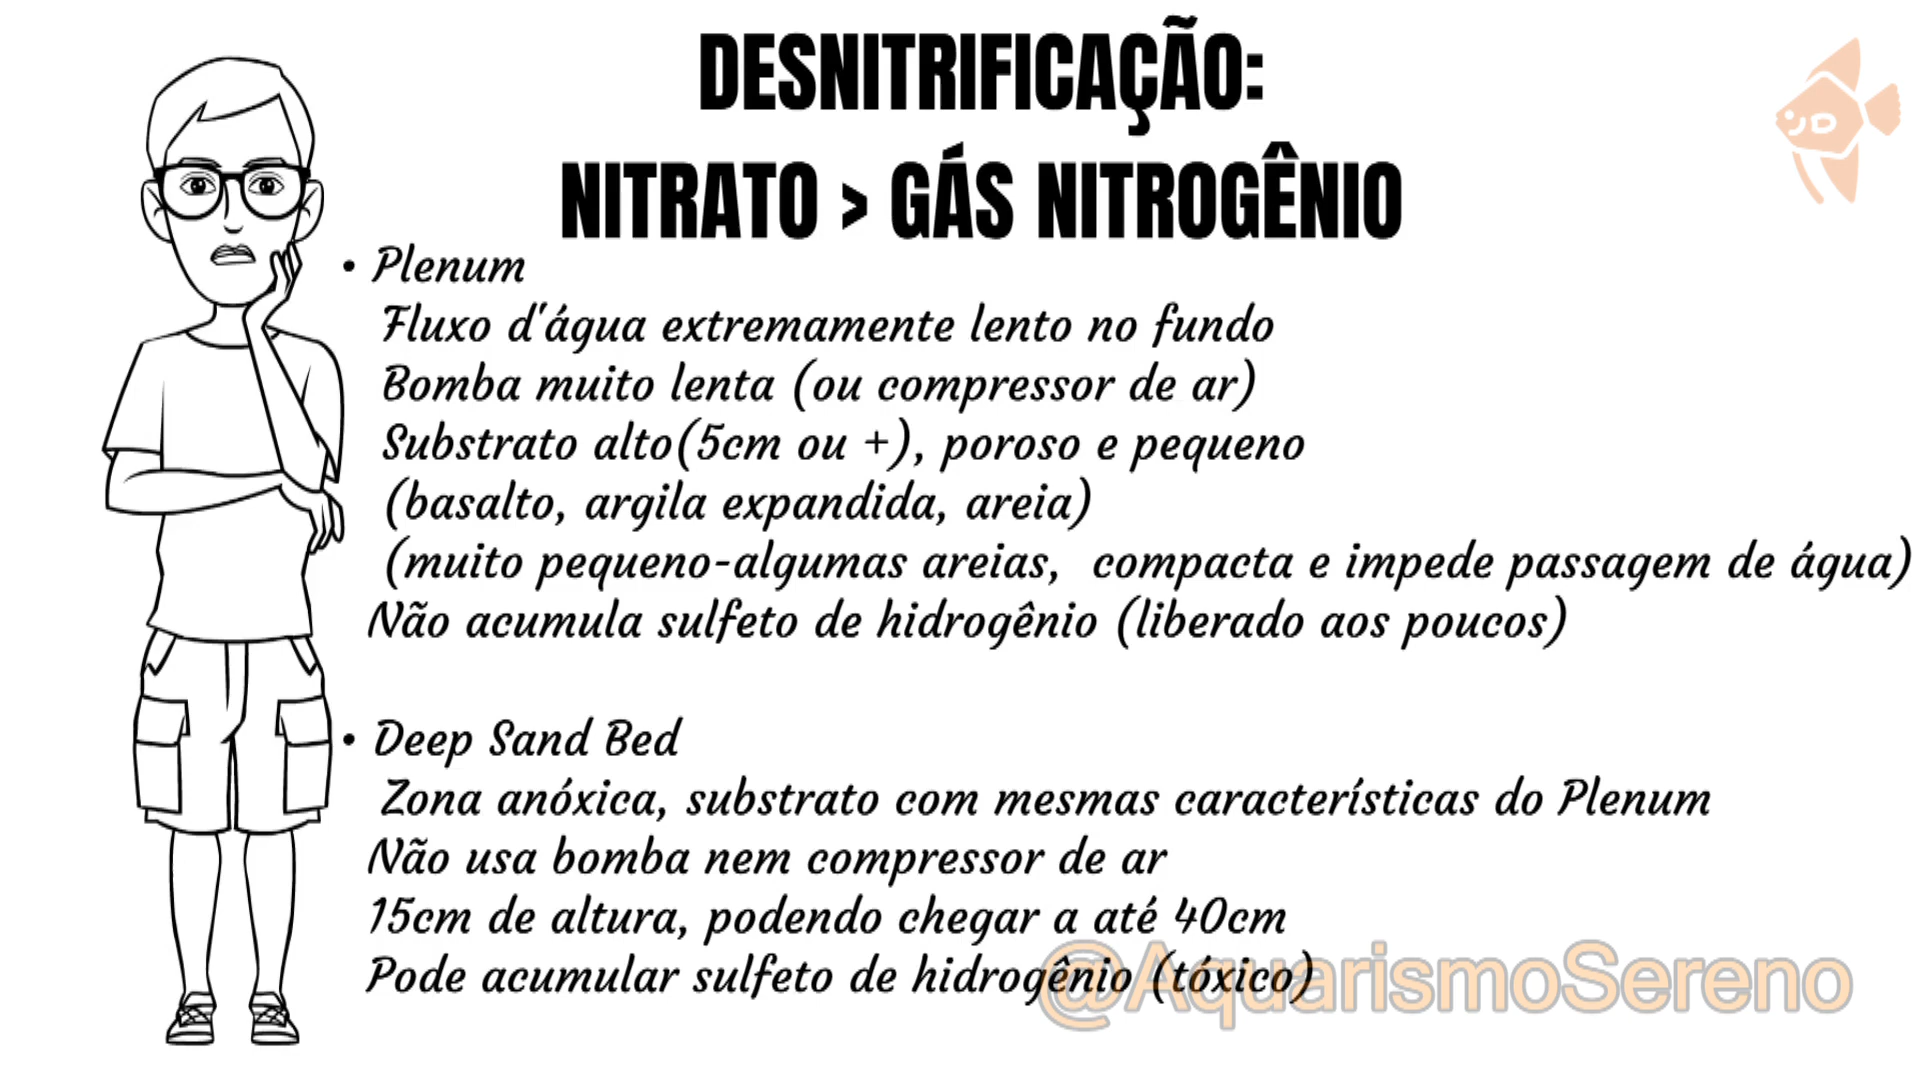 DESNITRIFICAÇÃO:
NITRATO > GÁS NITROGÊNIO
JD
• Plenum
Fluxo d'água extremamente lento no fundo
Bomba muito lenta (ou compressor de ar)
Substrato alto(5cm ou +), poroso e pequeno
(basalto, argila expandida, areia)
(muito pequeno-algumas areias, compacta e impede passagem de água)
Não acumula sulfeto de hidrogênio (liberado aos poucos)
• Deep Sand Bed
Zona anóxica, substrato com mesmas características do Plenum
Não usa bomba nem compressor de ar
15cm de altura, podendo chegar a até 40cm
Pode acumular sulfeto de hidrogênio (tóxico)
@AquarismoSereno